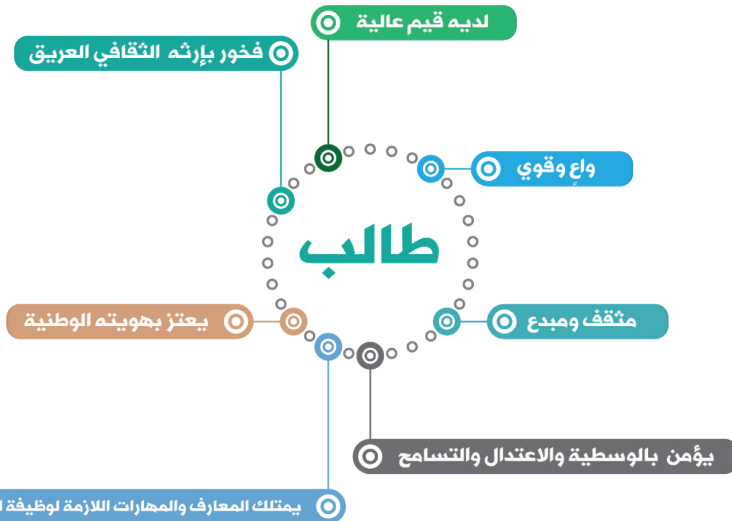 لديه قيم عالية
فخور بإرثه الثقافي العريق
واعٍ وقوي
طالب
مثقف ومبدع
يعتز بهويته الوطنية
يؤمن بالوسطية والاعتدال والتسامح
يمتلك المعارف والمهارات اللازمة لوظيفة